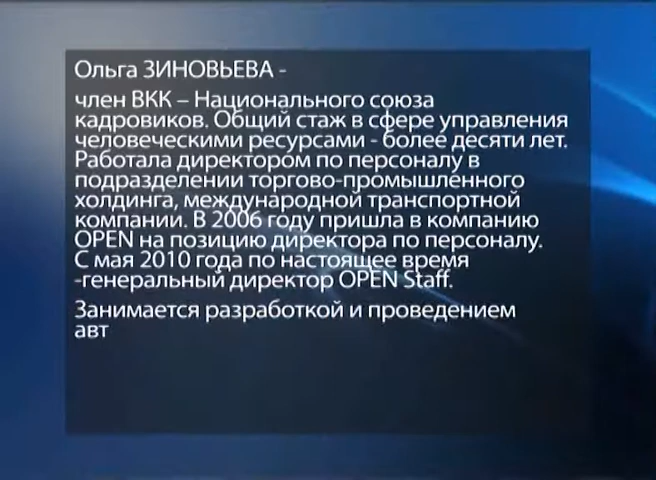 Ольга ЗИНОВЬЕВА -
член ВКК – Национального союза
кадровиков. Общий стаж в сфере управления
человеческими ресурсами - более десяти лет.
Работала директором по персоналу в
подразделении торгово-промышленного
холдинга, международной транспортной
компании. В 2006 году пришла в компанию
OPEN на позицию директора по персоналу.
С мая 2010 года по настоящее время
-генеральный директор OPEN Staff.
Занимается разработкой и проведением
авт